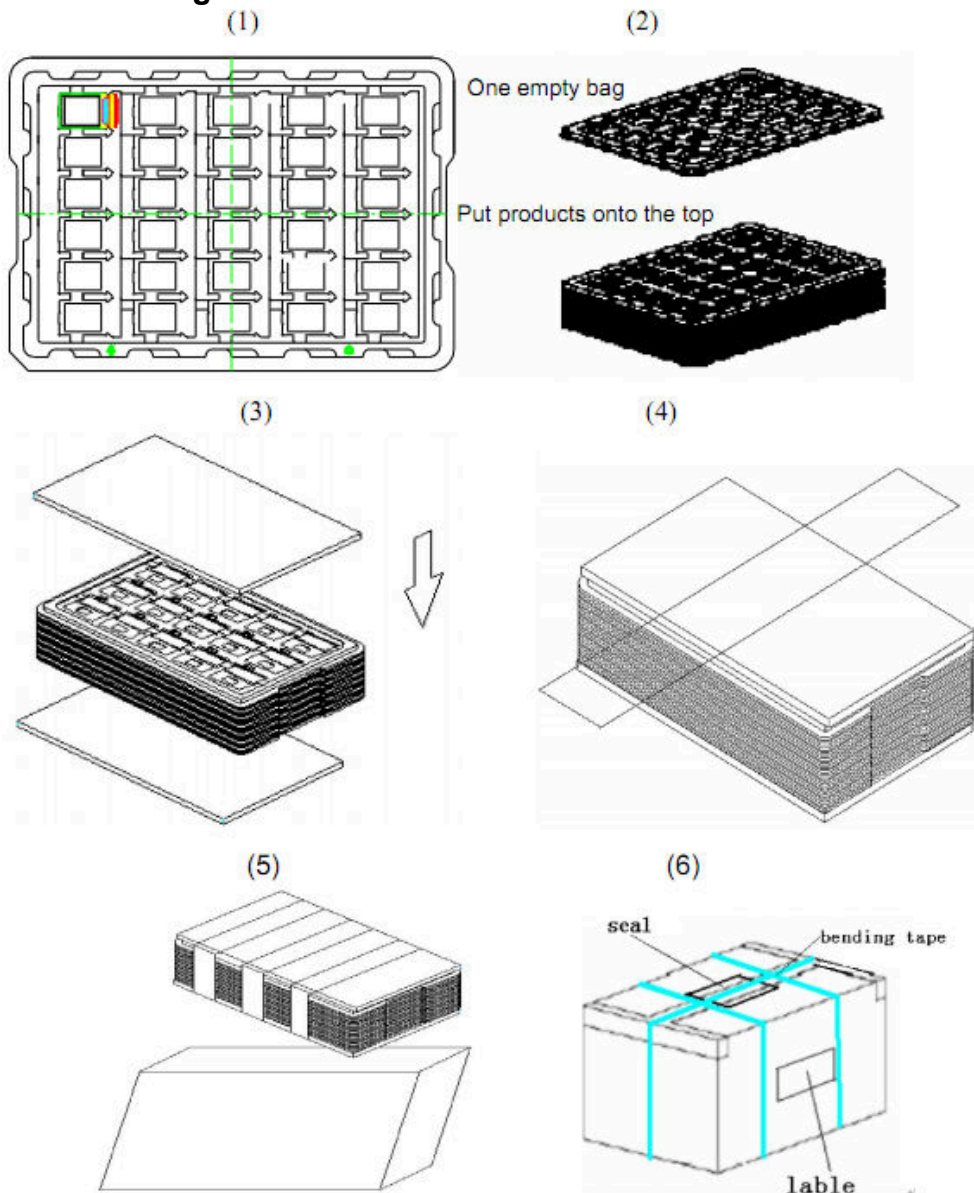 (1)
(2)
One empty bag
Put products onto the top
(3)
(4)
(5)
(6)
seal
bending tape
lable